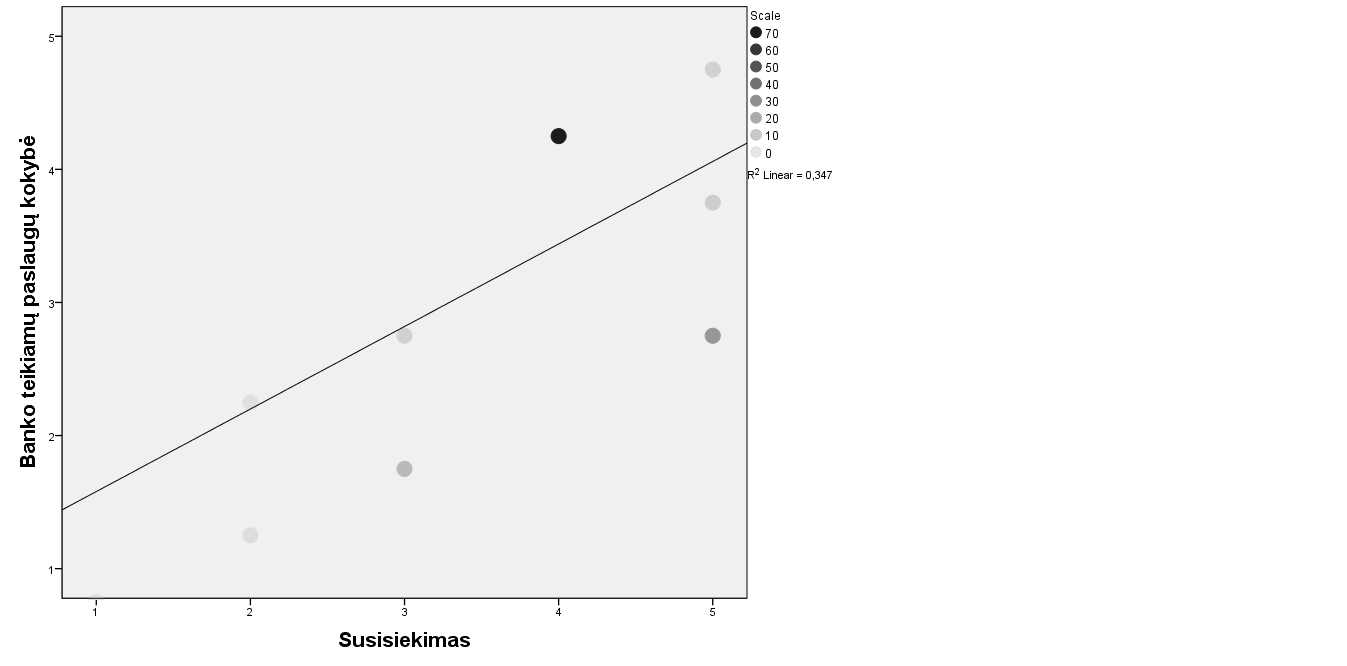 Banko teikiamų paslaugų kokybė
5
4
3
2
1
1 2 3 4 5
Susisiekimas
Scale
70
60
50
40
30
20
10
0
R² Linear = 0,347